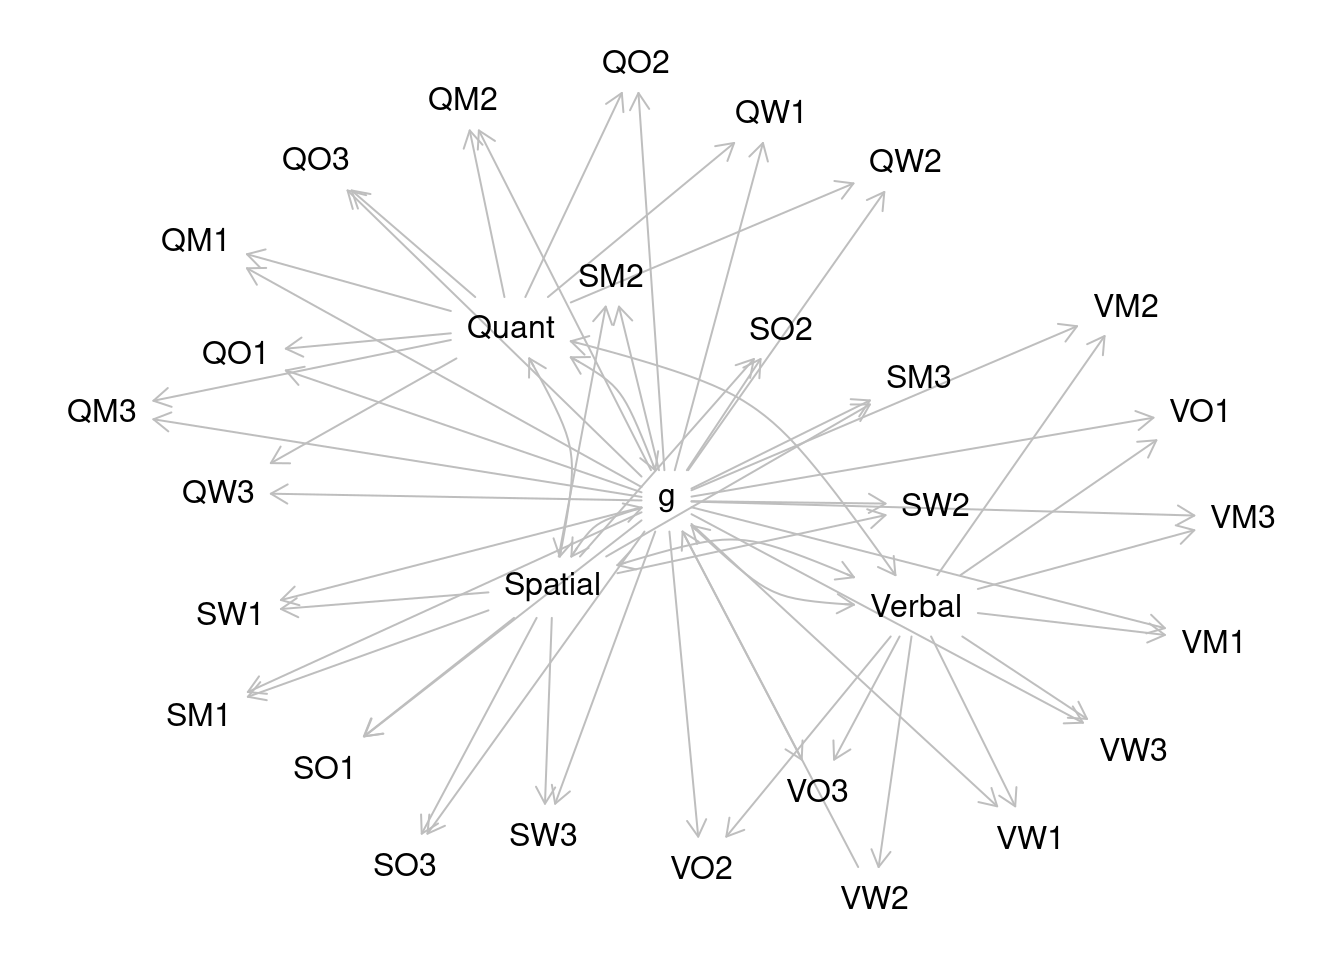 QO2
QM2
QW1
QO3
QW2
QM1
SM2
VM2
Quant
SO2
QO1
SM3
QM3
VO1
QW3
g
SW2
VM3
Spatial
SW1
Verbal
VM1
SM1
VW3
SO1
VO3
SW3
VW1
SO3
VO2
VW2